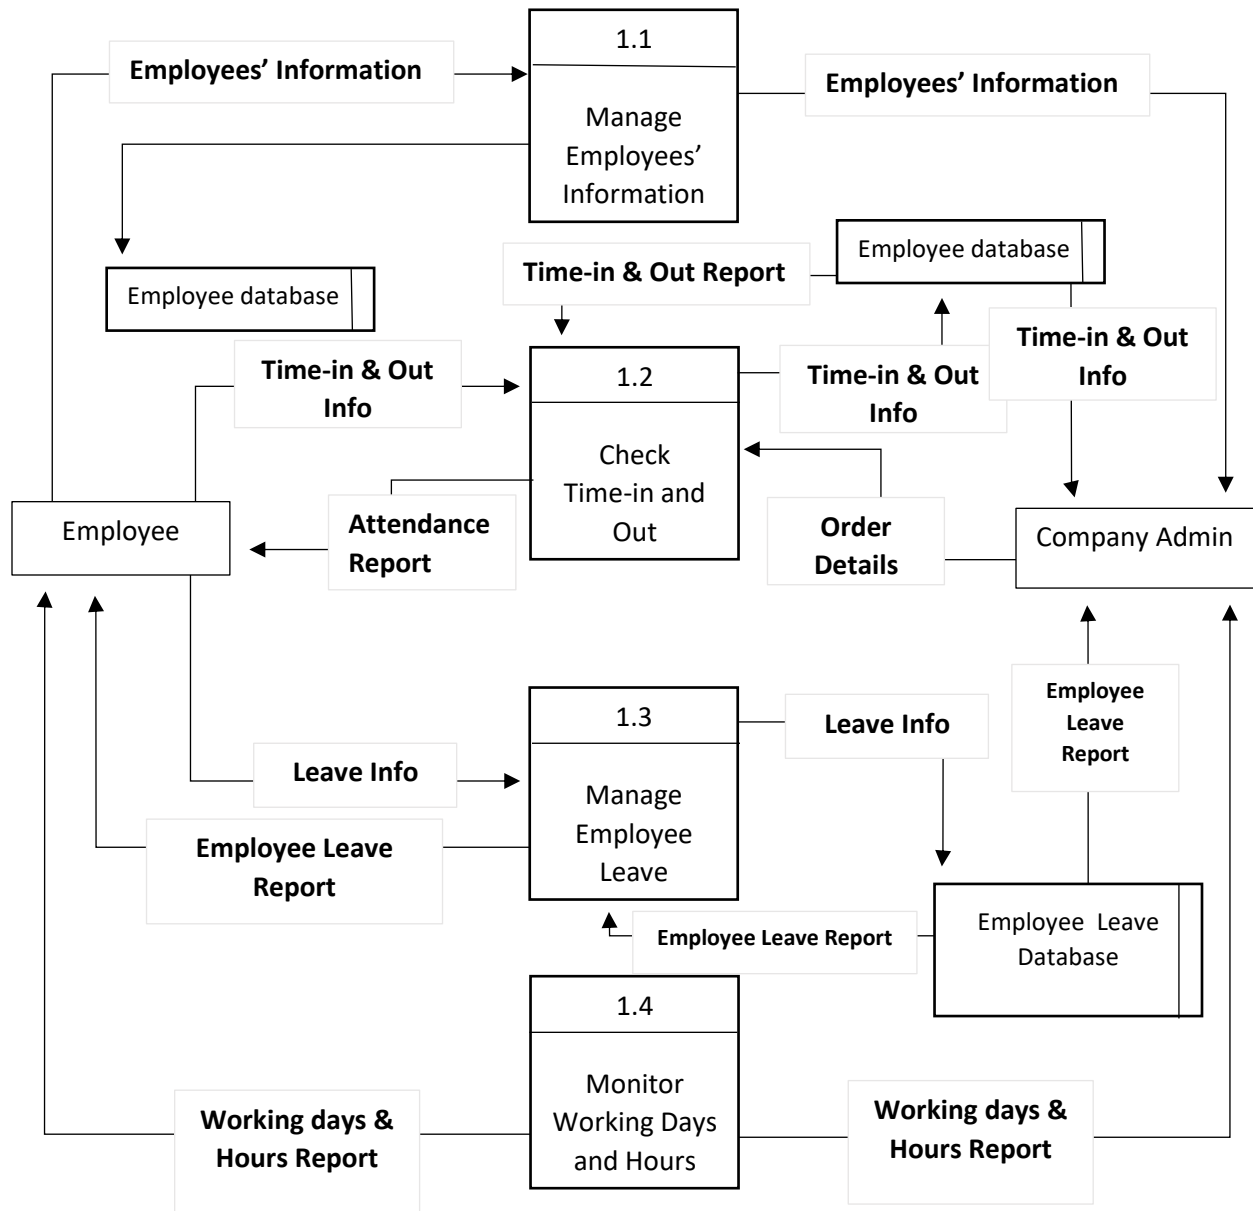 1.1
Employees’ Information
Employees’ Information
Manage
Employees’
Information
Employee database
Time-in & Out Report
Employee database
Time-in & Out
Info
1.2
Time-in & Out
Info
Time-in & Out
Info
Check
Time-in and
Out
Employee
Attendance
Report
Order
Details
Company Admin
1.3
Leave Info
Employee
Leave
Report
Leave Info
Manage
Employee
Leave
Employee Leave
Report
Employee Leave Report
Employee Leave
Database
1.4
Monitor
Working Days
and Hours
Working days &
Hours Report
Working days &
Hours Report